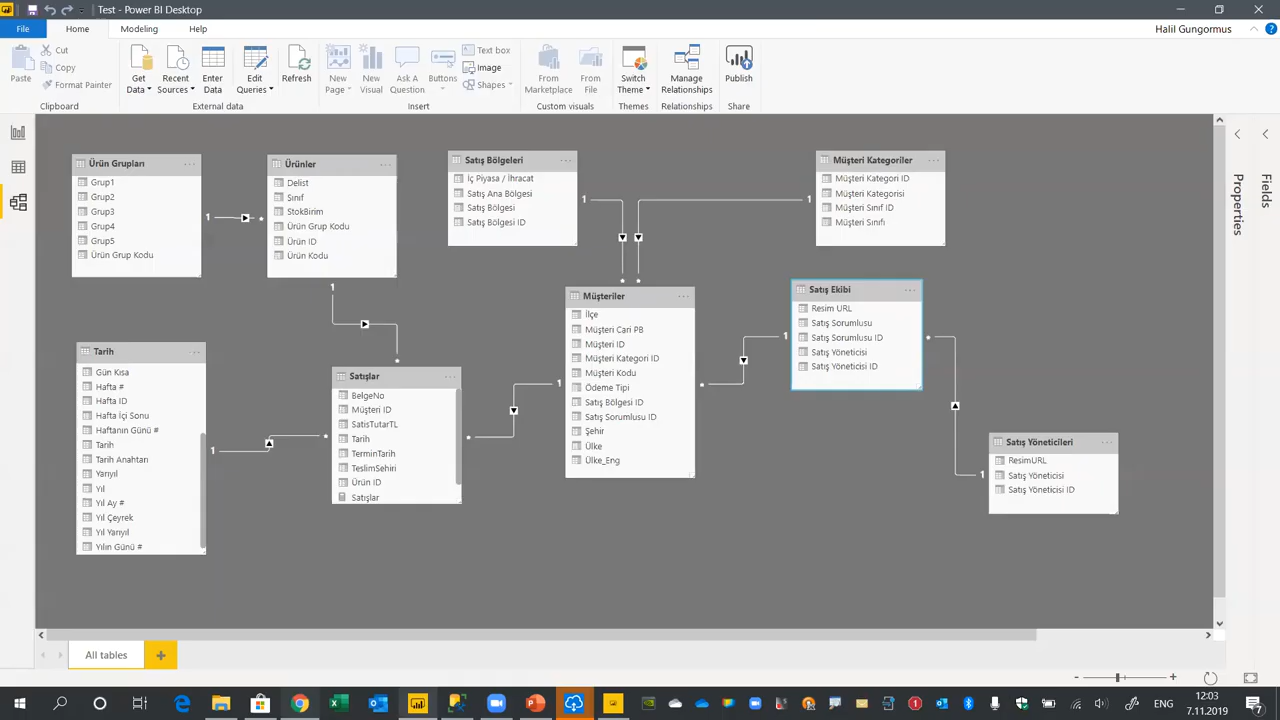 Test - Power BI Desktop
File
Home
Modeling
Help
Halil Gungormus
Paste
Cut
Copy
Format Painter
Clipboard
Get Data
Recent Sources
Enter Data
Edit Queries
Refresh
External data
New Page
New Visual
Ask A Question
Buttons
Text box
Image
Shapes
Insert
From Marketplace
From File
Custom visuals
Switch Theme
Themes
Manage Relationships
Relationships
Publish
Share
Ürün Grupları
Grup1
Grup2
Grup3
Grup4
Grup5
Ürün Grup Kodu
1
*
Ürünler
Delist
Sınıf
StokBirim
Ürün Grup Kodu
Ürün ID
Ürün Kodu
1
*
Satış Bölgeleri
İç Piyasa / İhracat
Satış Ana Bölgesi
Satış Bölgesi
Satış Bölgesi ID
1
*
Müşteri Kategoriler
Müşteri Kategori ID
Müşteri Kategorisi
Müşteri Sınıf ID
Müşteri Sınıfı
1
*
Tarih
Gün Kısa
Hafta #
Hafta ID
Hafta İçi Sonu
Haftanın Günü #
Tarih
Tarih Anahtarı
Yarıyıl
Yıl
Yıl Ay #
Yıl Çeyrek
Yıl Yarıyıl
Yılın Günü #
1
*
Satışlar
BelgeNo
Müşteri ID
SatisTutarTL
Tarih
TerminTarih
TeslimSehiri
Ürün ID
Satışlar
*
1
Müşteriler
İlçe
Müşteri Cari PB
Müşteri ID
Müşteri Kategori ID
Müşteri Kodu
Ödeme Tipi
Satış Bölgesi ID
Satış Sorumlusu ID
Şehir
Ülke
Ülke_Eng
*
1
Satış Ekibi
Resim URL
Satış Sorumlusu
Satış Sorumlusu ID
Satış Yöneticisi
Satış Yöneticisi ID
*
1
Satış Yöneticileri
ResimURL
Satış Yöneticisi
Satış Yöneticisi ID
Properties
Fields
All tables
ENG
12:03
7.11.2019
7